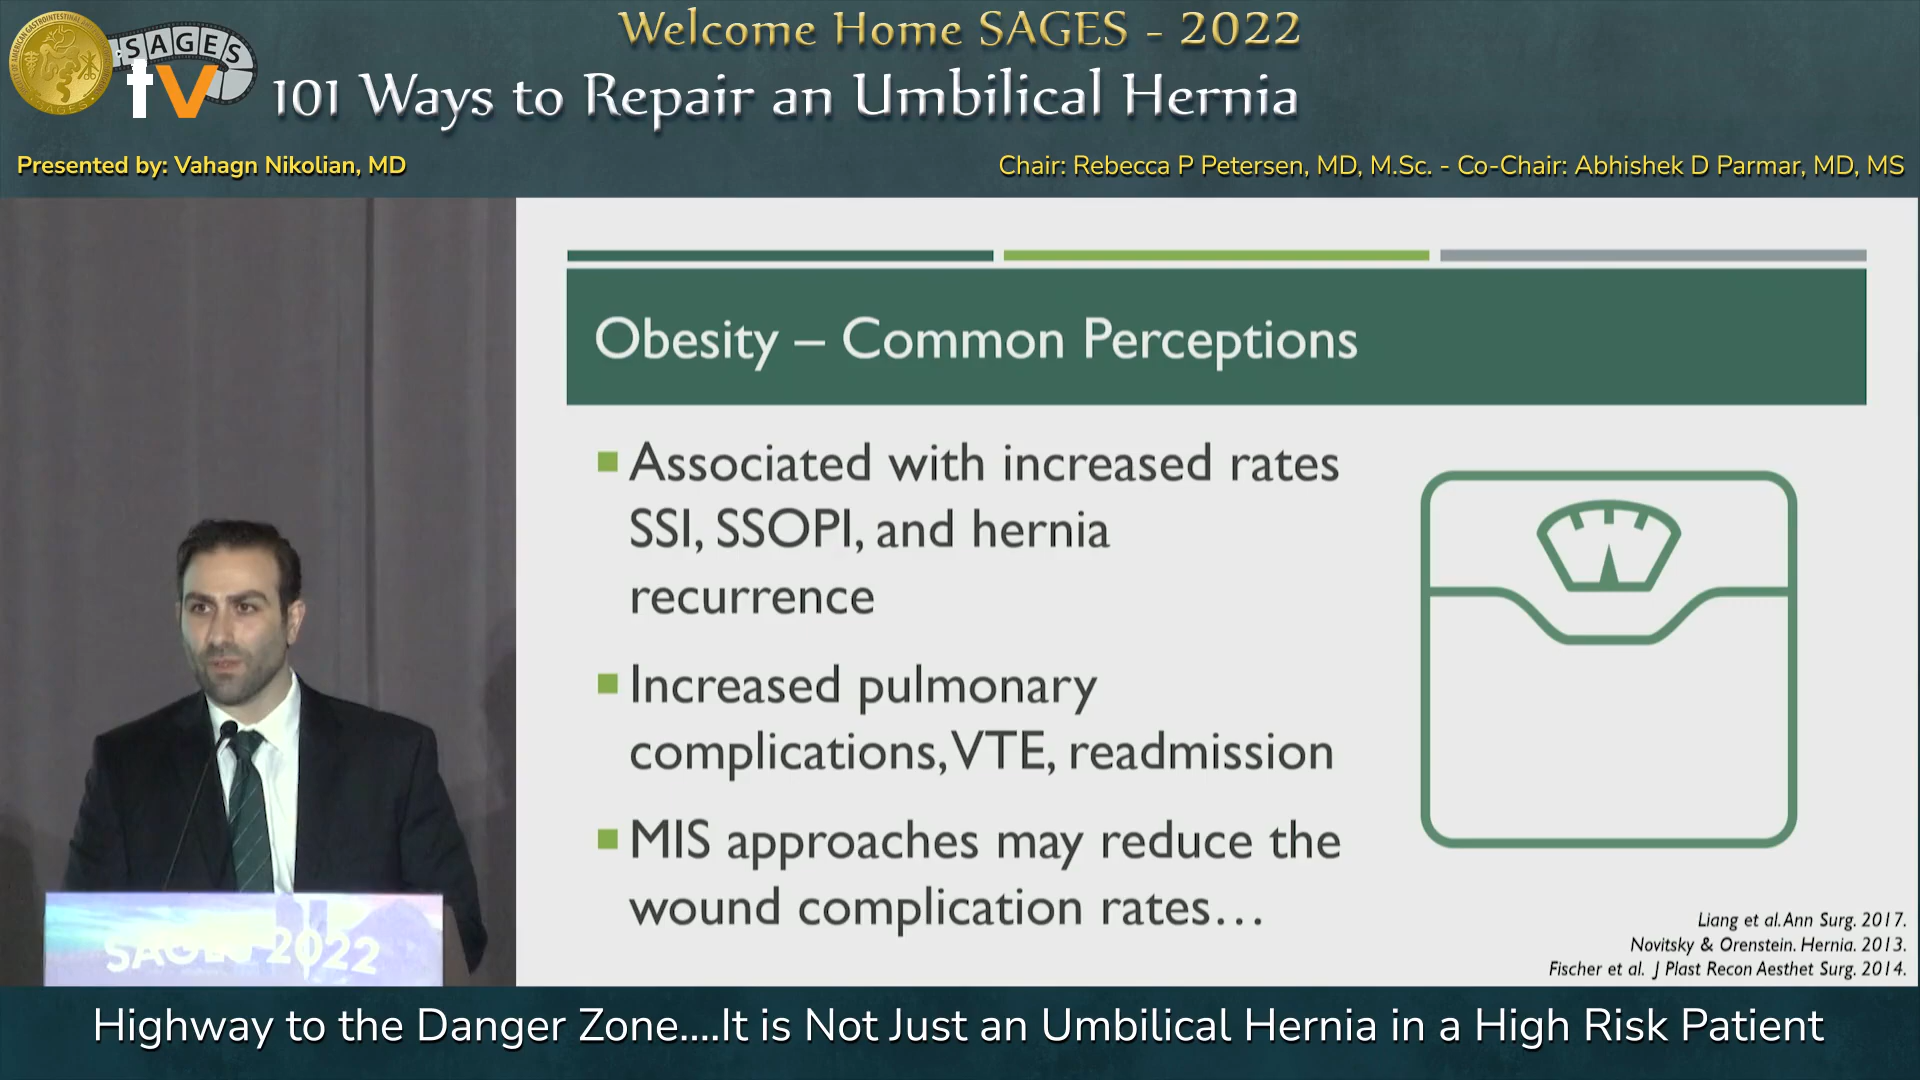 Welcome Home SAGES - 2022
SAGES
tv
101 Ways to Repair an Umbilical Hernia
Presented by: Vahagn Nikolian, MD
Chair: Rebecca P Petersen, MD, M.Sc. - Co-Chair: Abhishek D Parmar, MD, MS
Obesity – Common Perceptions
Associated with increased rates
SSI, SSOPI, and hernia
recurrence
Increased pulmonary
complications, VTE, readmission
MIS approaches may reduce the
wound complication rates…
Liang et al. Ann Surg. 2017.
Novitsky & Orenstein. Hernia. 2013.
Fischer et al. J Plast Recon Aesthet Surg. 2014.
SAGES 2022
Highway to the Danger Zone....It is Not Just an Umbilical Hernia in a High Risk Patient